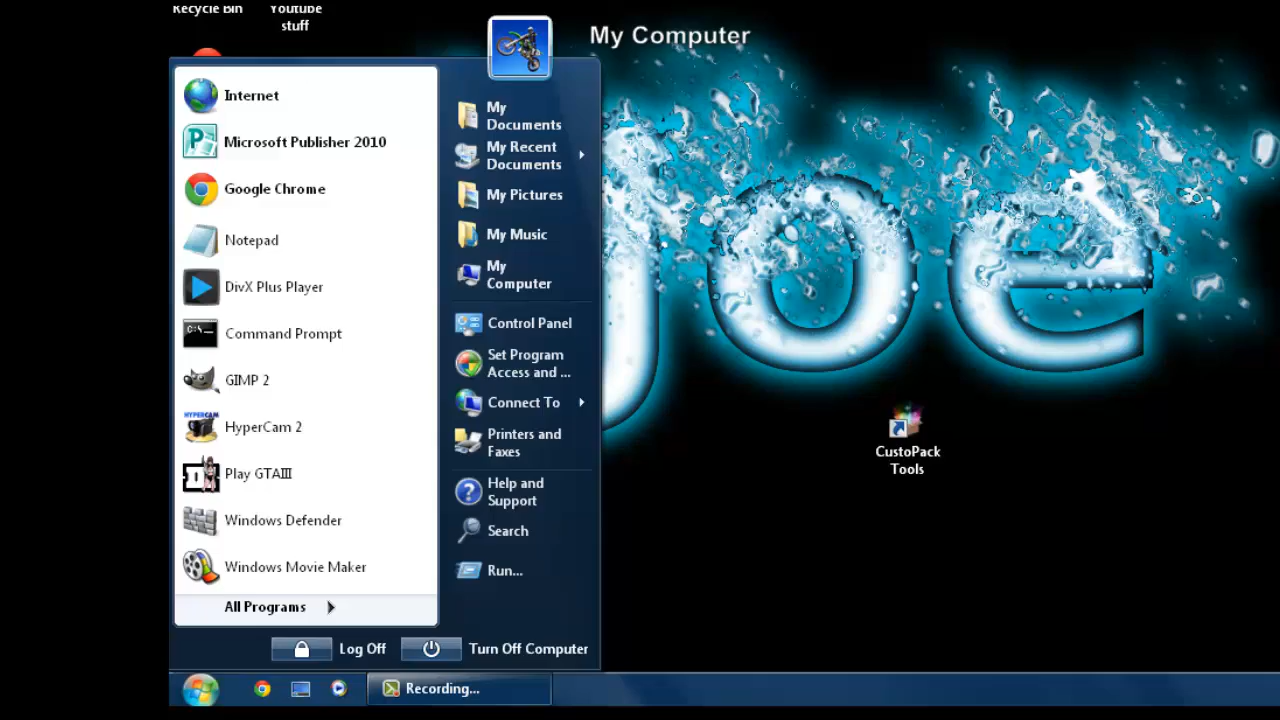 Recycle Bin
Youtube
stuff
My Computer
Internet
Microsoft Publisher 2010
Google Chrome
Notepad
DivX Plus Player
C:\._
Command Prompt
GIMP 2
HYPERCAM
HyperCam 2
Play GTAIII
Windows Defender
Windows Movie Maker
All Programs
My
Documents
My Recent
Documents
My Pictures
My Music
My
Computer
Control Panel
Set Program
Access and ...
Connect To
Printers and
Faxes
Help and
Support
Search
Run...
Log Off
Turn Off Computer
Recording...
joe
CustoPack
Tools